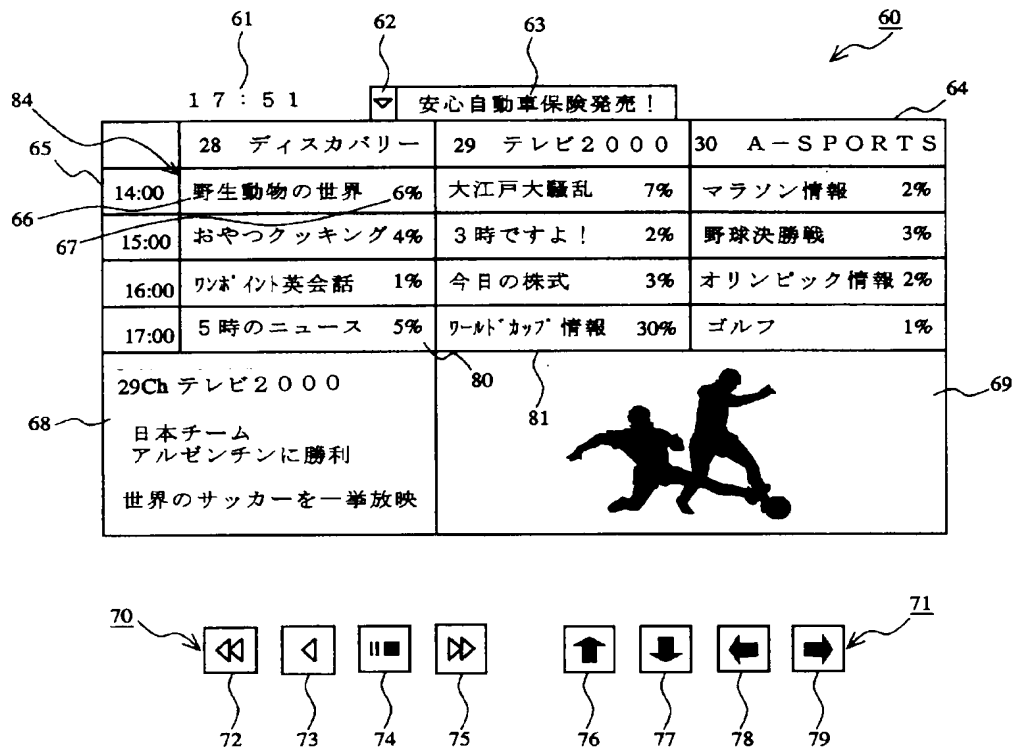 61
62
63
60
17:51
▽
安心自動車保険発売！
84
64
65
28 ディスカバリー
29 テレビ2000
30 A－SPORTS
14:00
野生動物の世界 6%
大江戸大騒乱 7%
マラソン情報 2%
66
67
15:00
おやつクッキング 4%
3時ですよ！ 2%
野球決勝戦 3%
16:00
ワンポイント英会話 1%
今日の株式 3%
オリンピック情報 2%
17:00
5時のニュース 5%
ワールドカップ情報 30%
ゴルフ 1%
80
81
69
68
29Ch テレビ2000
日本チーム
アルゼンチンに勝利
世界のサッカーを一挙放映
70
71
72
73
74
75
76
77
78
79